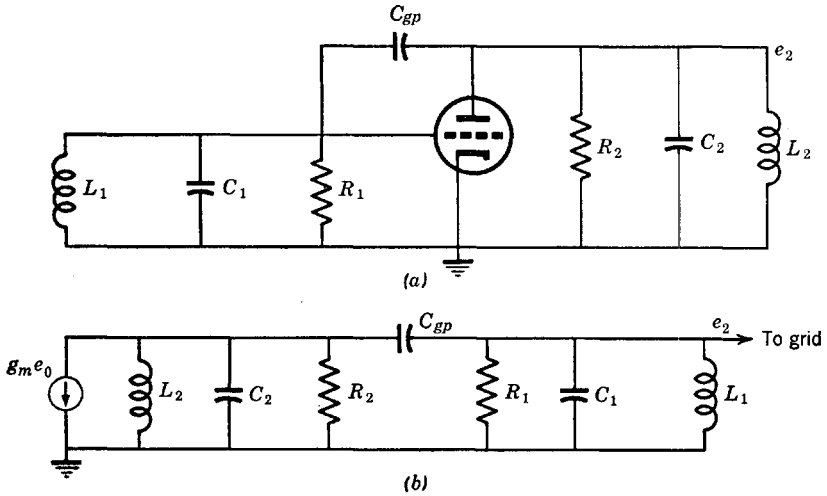 C_gp
e_2
L_1
C_1
R_1
R_2
C_2
L_2
(a)
C_gp
e_2
To grid
g_m e_0
L_2
C_2
R_2
R_1
C_1
L_1
(b)